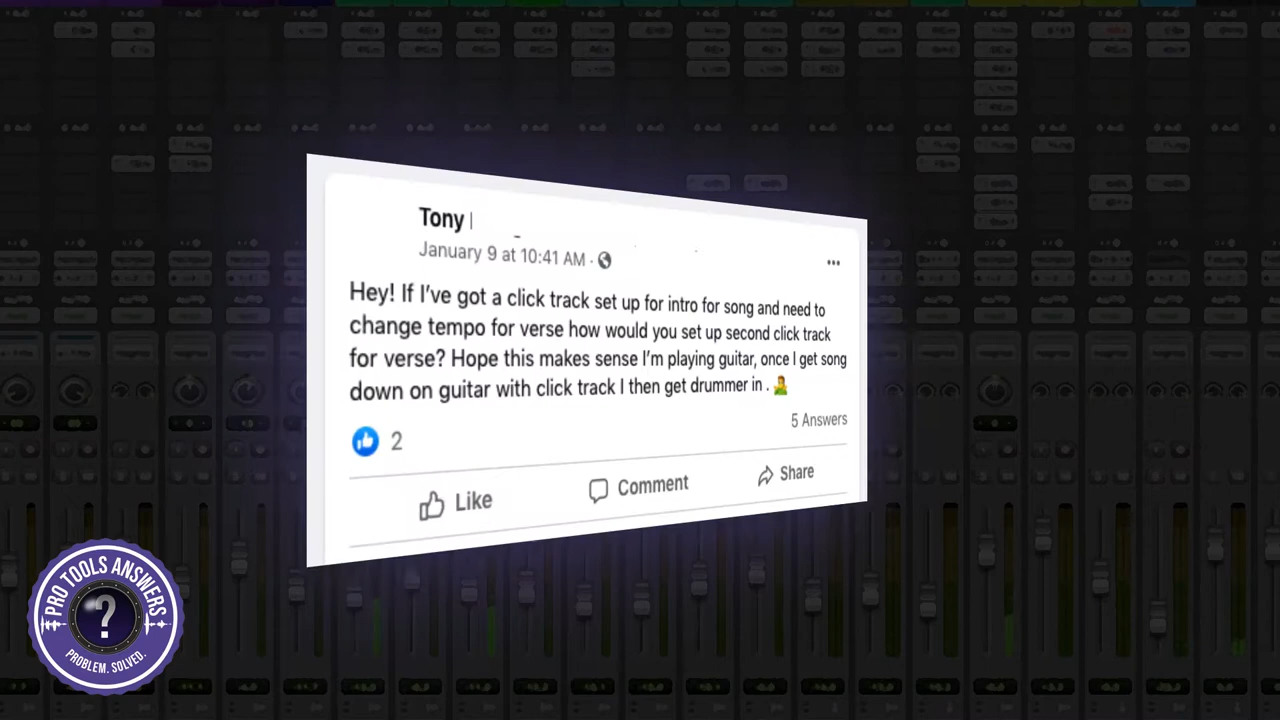 Tony
January 9 at 10:41 AM ·
Hey! If I've got a click track set up for intro for song and need to
change tempo for verse how would you set up second click track
for verse? Hope this makes sense I'm playing guitar, once I get song
down on guitar with click track I then get drummer in .
5 Answers
2
Like
Comment
Share
PRO TOOLS ANSWERS
?
PROBLEM. SOLVED.